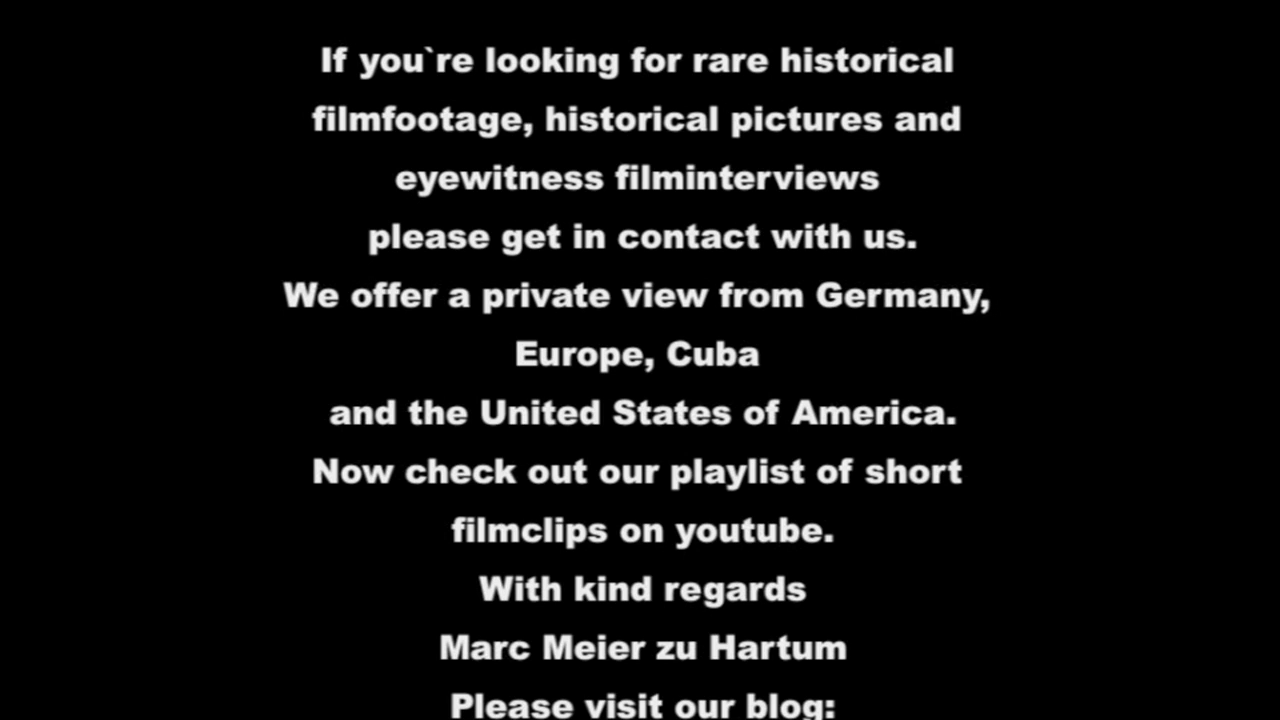 If you`re looking for rare historical
filmfootage, historical pictures and
eyewitness filminterviews
please get in contact with us.
We offer a private view from Germany,
Europe, Cuba
and the United States of America.
Now check out our playlist of short
filmclips on youtube.
With kind regards
Marc Meier zu Hartum
Please visit our blog: